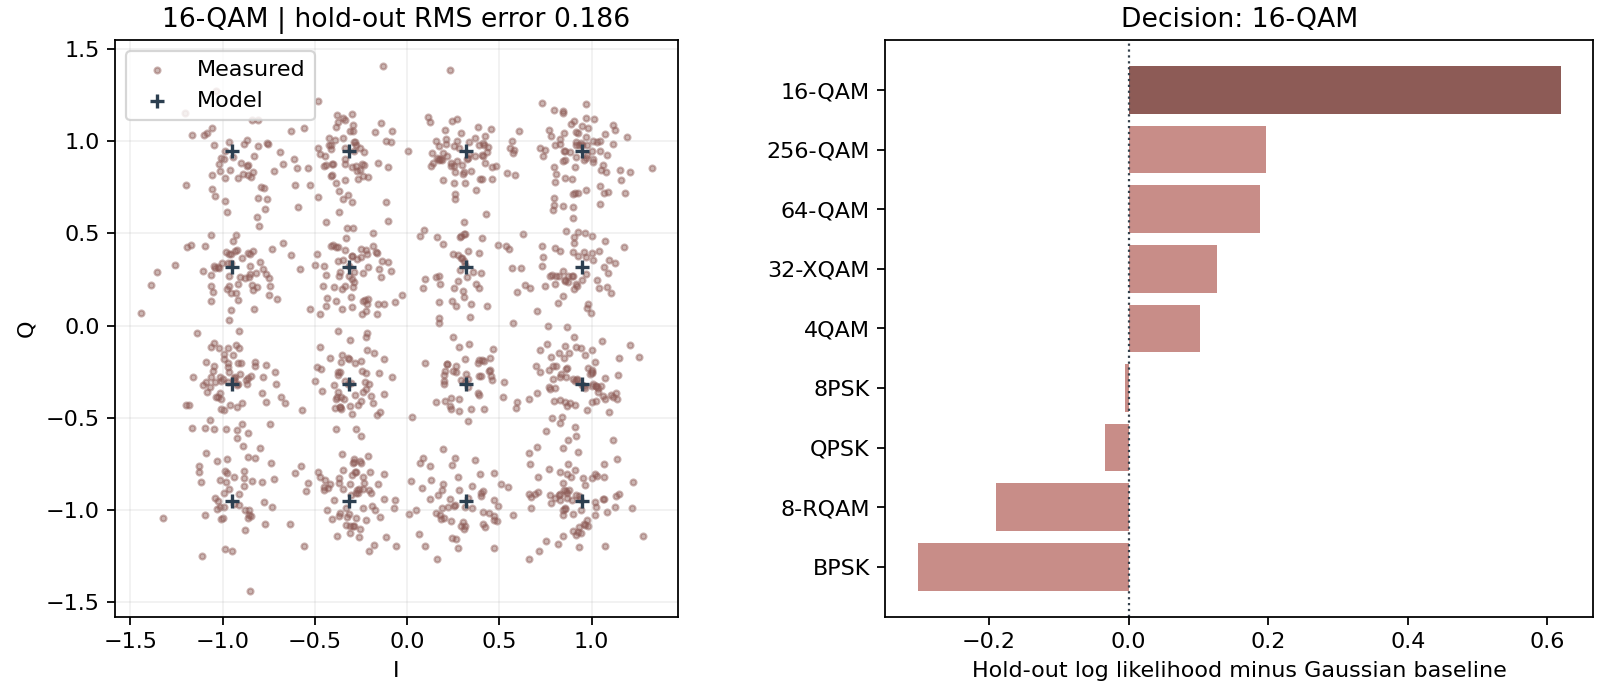 16-QAM | hold-out RMS error 0.186
Measured
Model
1.5
1.0
0.5
0.0
−0.5
−1.0
−1.5
Q
−1.5
−1.0
−0.5
0.0
0.5
1.0
I
Decision: 16-QAM
16-QAM
256-QAM
64-QAM
32-XQAM
4QAM
8PSK
QPSK
8-RQAM
BPSK
−0.2
0.0
0.2
0.4
0.6
Hold-out log likelihood minus Gaussian baseline